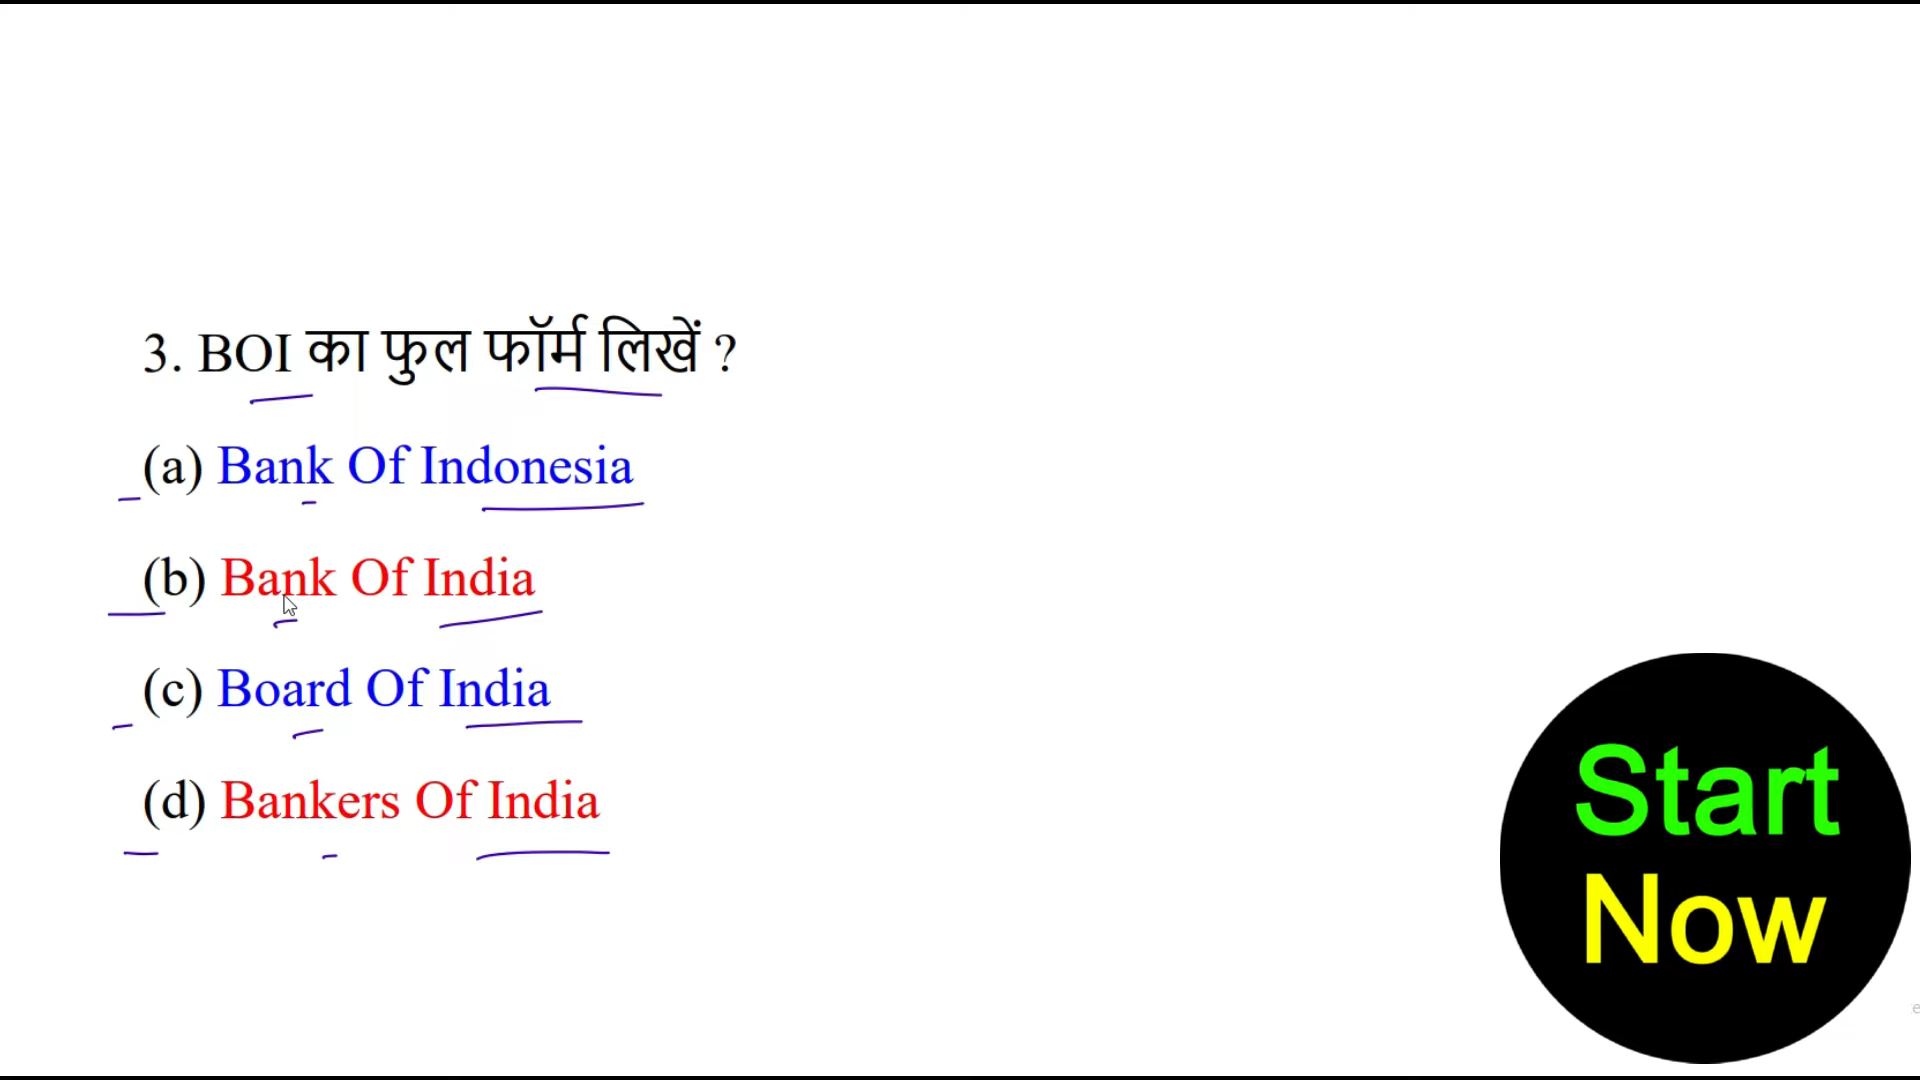 3. BOI का फुल फॉर्म लिखें ?
(a) Bank Of Indonesia
(b) Bank Of India
(c) Board Of India
(d) Bankers Of India
Start
Now